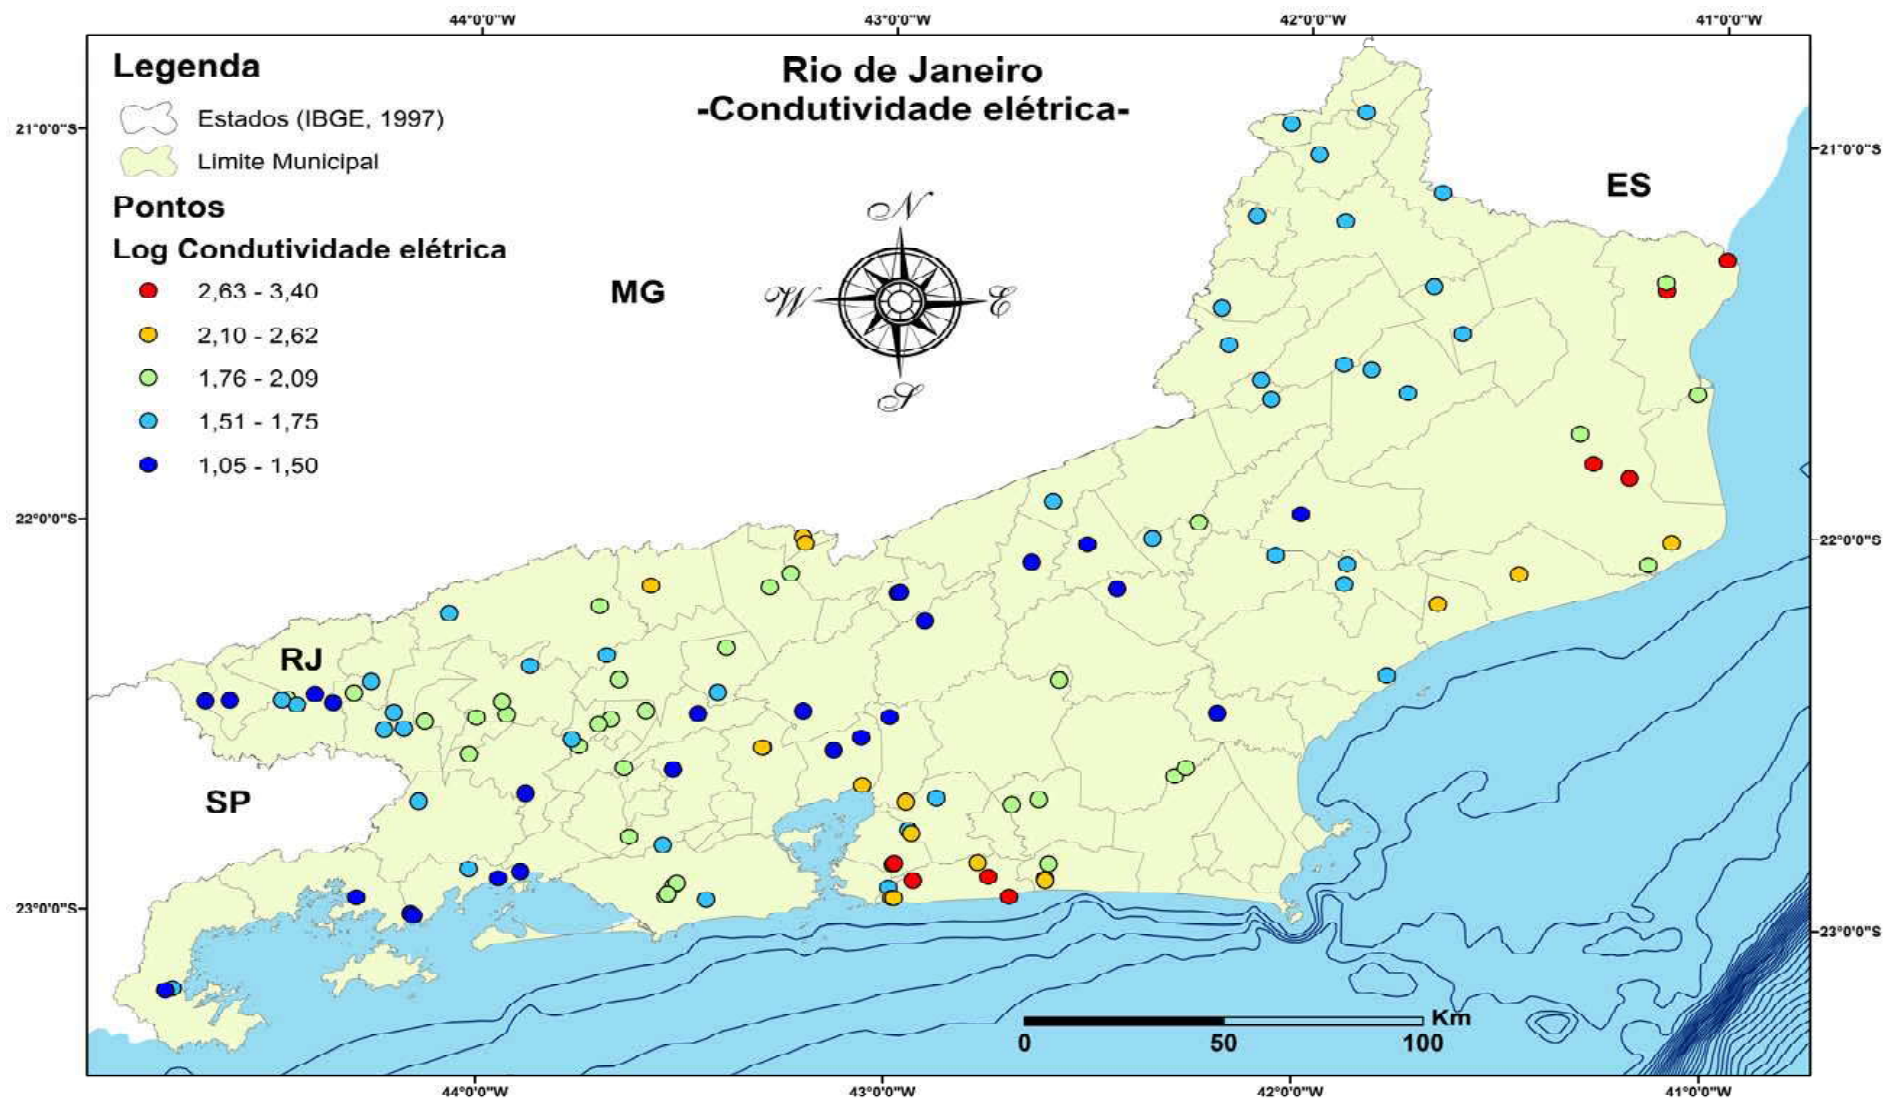 44°0'0"W
43°0'0"W
42°0'0"W
41°0'0"W
Legenda
Estados (IBGE, 1997)
Limite Municipal
Pontos
Log Condutividade elétrica
2,63 - 3,40
2,10 - 2,62
1,76 - 2,09
1,51 - 1,75
1,05 - 1,50
Rio de Janeiro
-Condutividade elétrica-
N
W
E
S
MG
ES
RJ
SP
21°0'0"S
21°0'0"S
22°0'0"S
22°0'0"S
23°0'0"S
23°0'0"S
Km
0 50 100
44°0'0"W
43°0'0"W
42°0'0"W
41°0'0"W